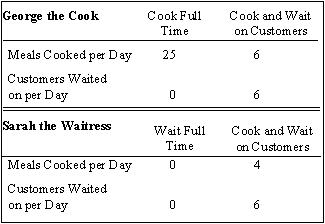 George the Cook Cook Full Time Cook and Wait on Customers
Meals Cooked per Day 25 6
Customers Waited on per Day 0 6
Sarah the Waitress Wait Full Time Cook and Wait on Customers
Meals Cooked per Day 0 4
Customers Waited on per Day 0 6